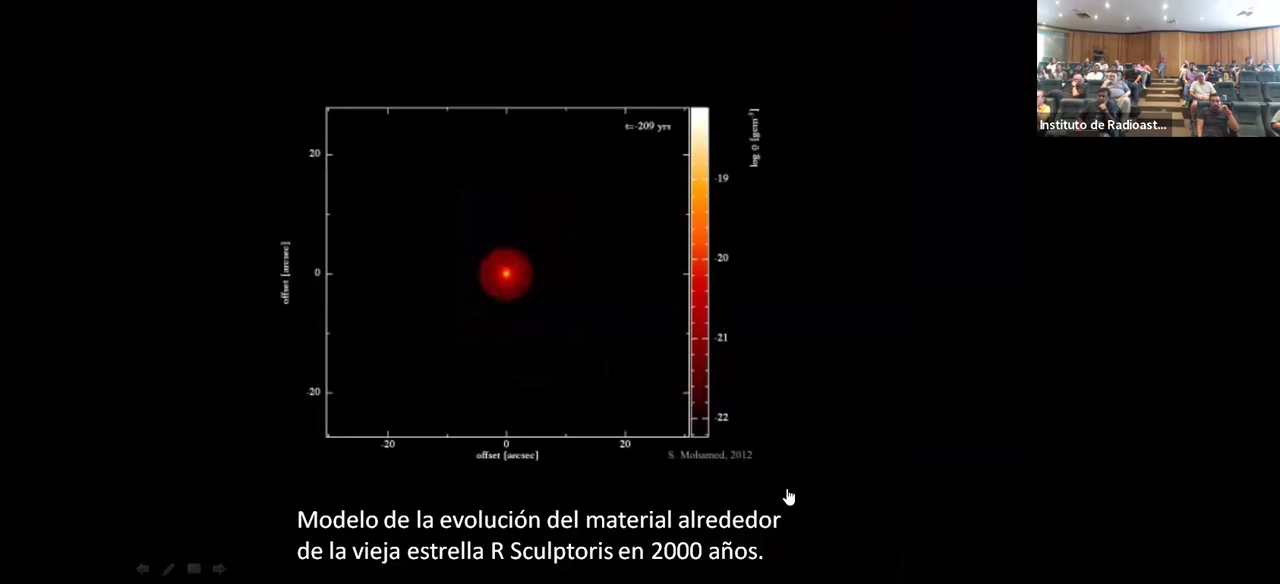 Instituto de Radioast...
t=-209 yrs
log ρ [gcm⁻³]
20
0
-20
offset [arcsec]
-19
-20
-21
-22
-20
0
20
offset [arcsec]
S. Mohamed, 2012
Modelo de la evolución del material alrededor
de la vieja estrella R Sculptoris en 2000 años.